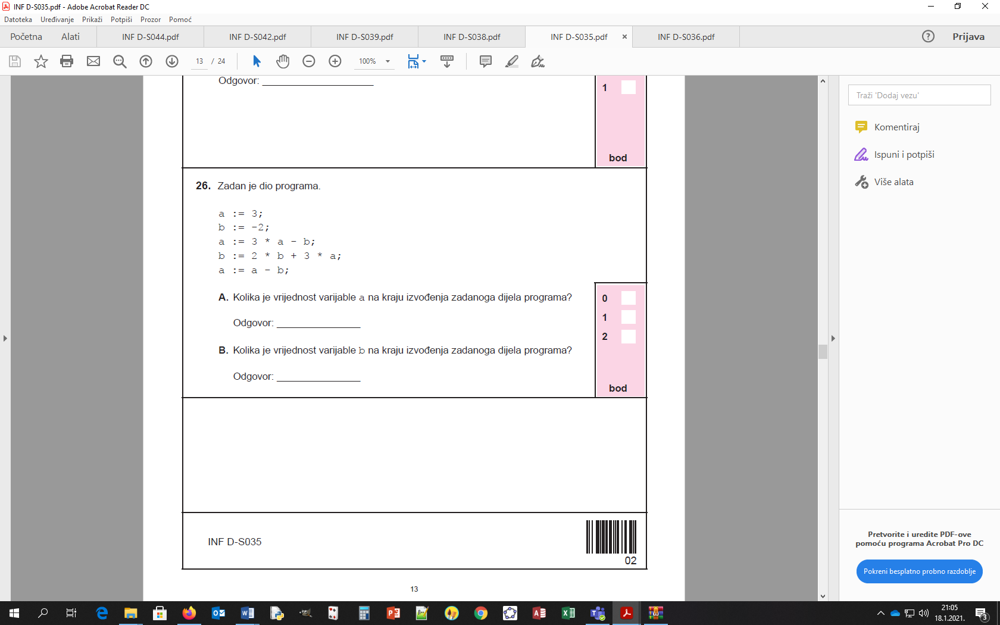 INF D-S035.pdf - Adobe Acrobat Reader DC
Datoteka Uređivanje Prikaži Potpiši Prozor Pomoć
Početna Alati INF D-S044.pdf INF D-S042.pdf INF D-S039.pdf INF D-S038.pdf INF D-S035.pdf × INF D-S036.pdf ? Prijava
13 / 24 100%
Odgovor: ____________________
1
bod
26. Zadan je dio programa.
a := 3;
b := -2;
a := 3 * a - b;
b := 2 * b + 3 * a;
a := a - b;
A. Kolika je vrijednost varijable a na kraju izvođenja zadanoga dijela programa?
Odgovor: _______________
B. Kolika je vrijednost varijable b na kraju izvođenja zadanoga dijela programa?
Odgovor: _______________
0
1
2
bod
INF D-S035
02
13
Traži 'Dodaj vezu'
Komentiraj
Ispuni i potpiši
Više alata
Pretvorite i uredite PDF-ove
pomoću programa Acrobat Pro DC
Pokreni besplatno probno razdoblje
21:05
18.1.2021.
3